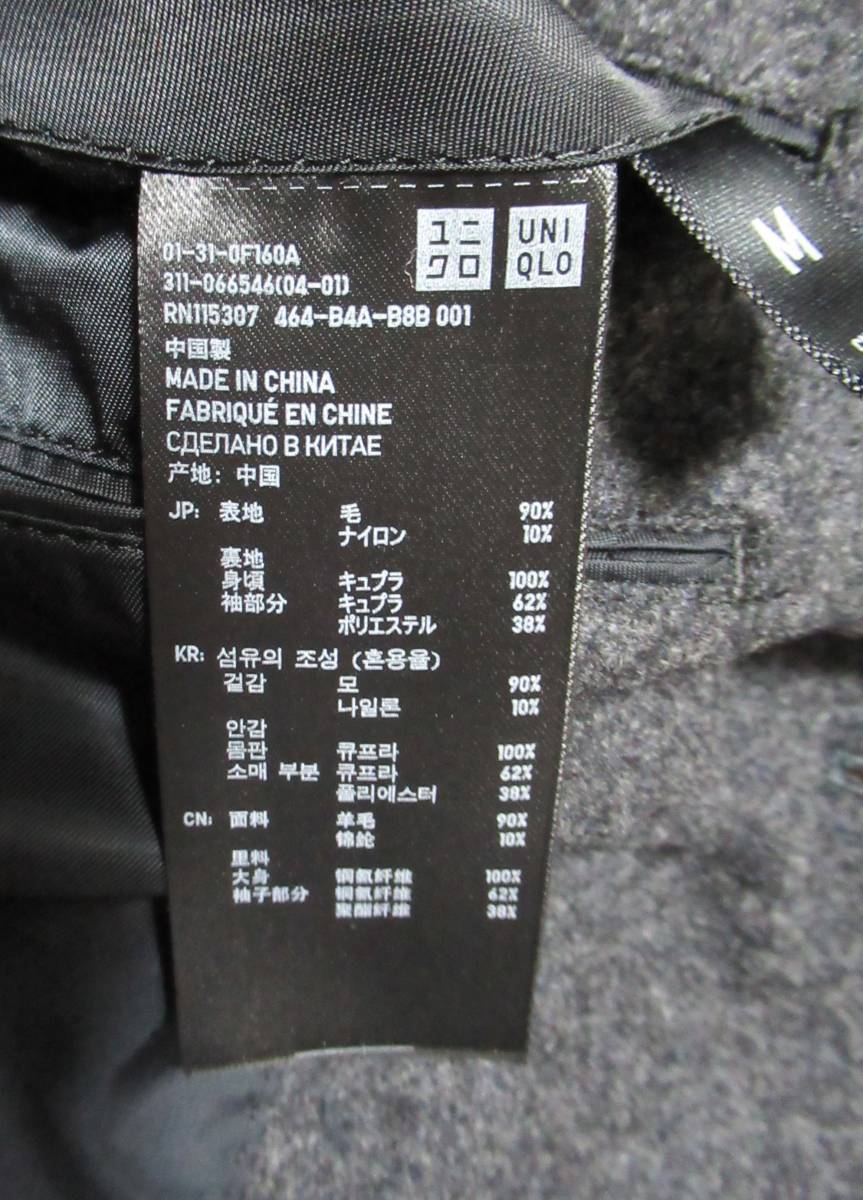 ユニ
クロ
UNI
QLO
M
01-31-0F160A
311-066546(04-01)
RN115307 464-B4A-B8B 001
中国製
MADE IN CHINA
FABRIQUÉ EN CHINE
СДЕЛАНО В КИТАЕ
产地: 中国
JP: 表地 毛 90%
ナイロン 10%
裏地
身頃 キュプラ 100%
袖部分 キュプラ 62%
ポリエステル 38%
KR: 섬유의 조성 (혼용율)
겉감 모 90%
나일론 10%
안감
몸판 큐프라 100%
소매 부분 큐프라 62%
폴리에스터 38%
CN: 面料 羊毛 90%
锦纶 10%
里料
大身 铜氨纤维 100%
袖子部分 铜氨纤维 62%
聚酯纤维 38%